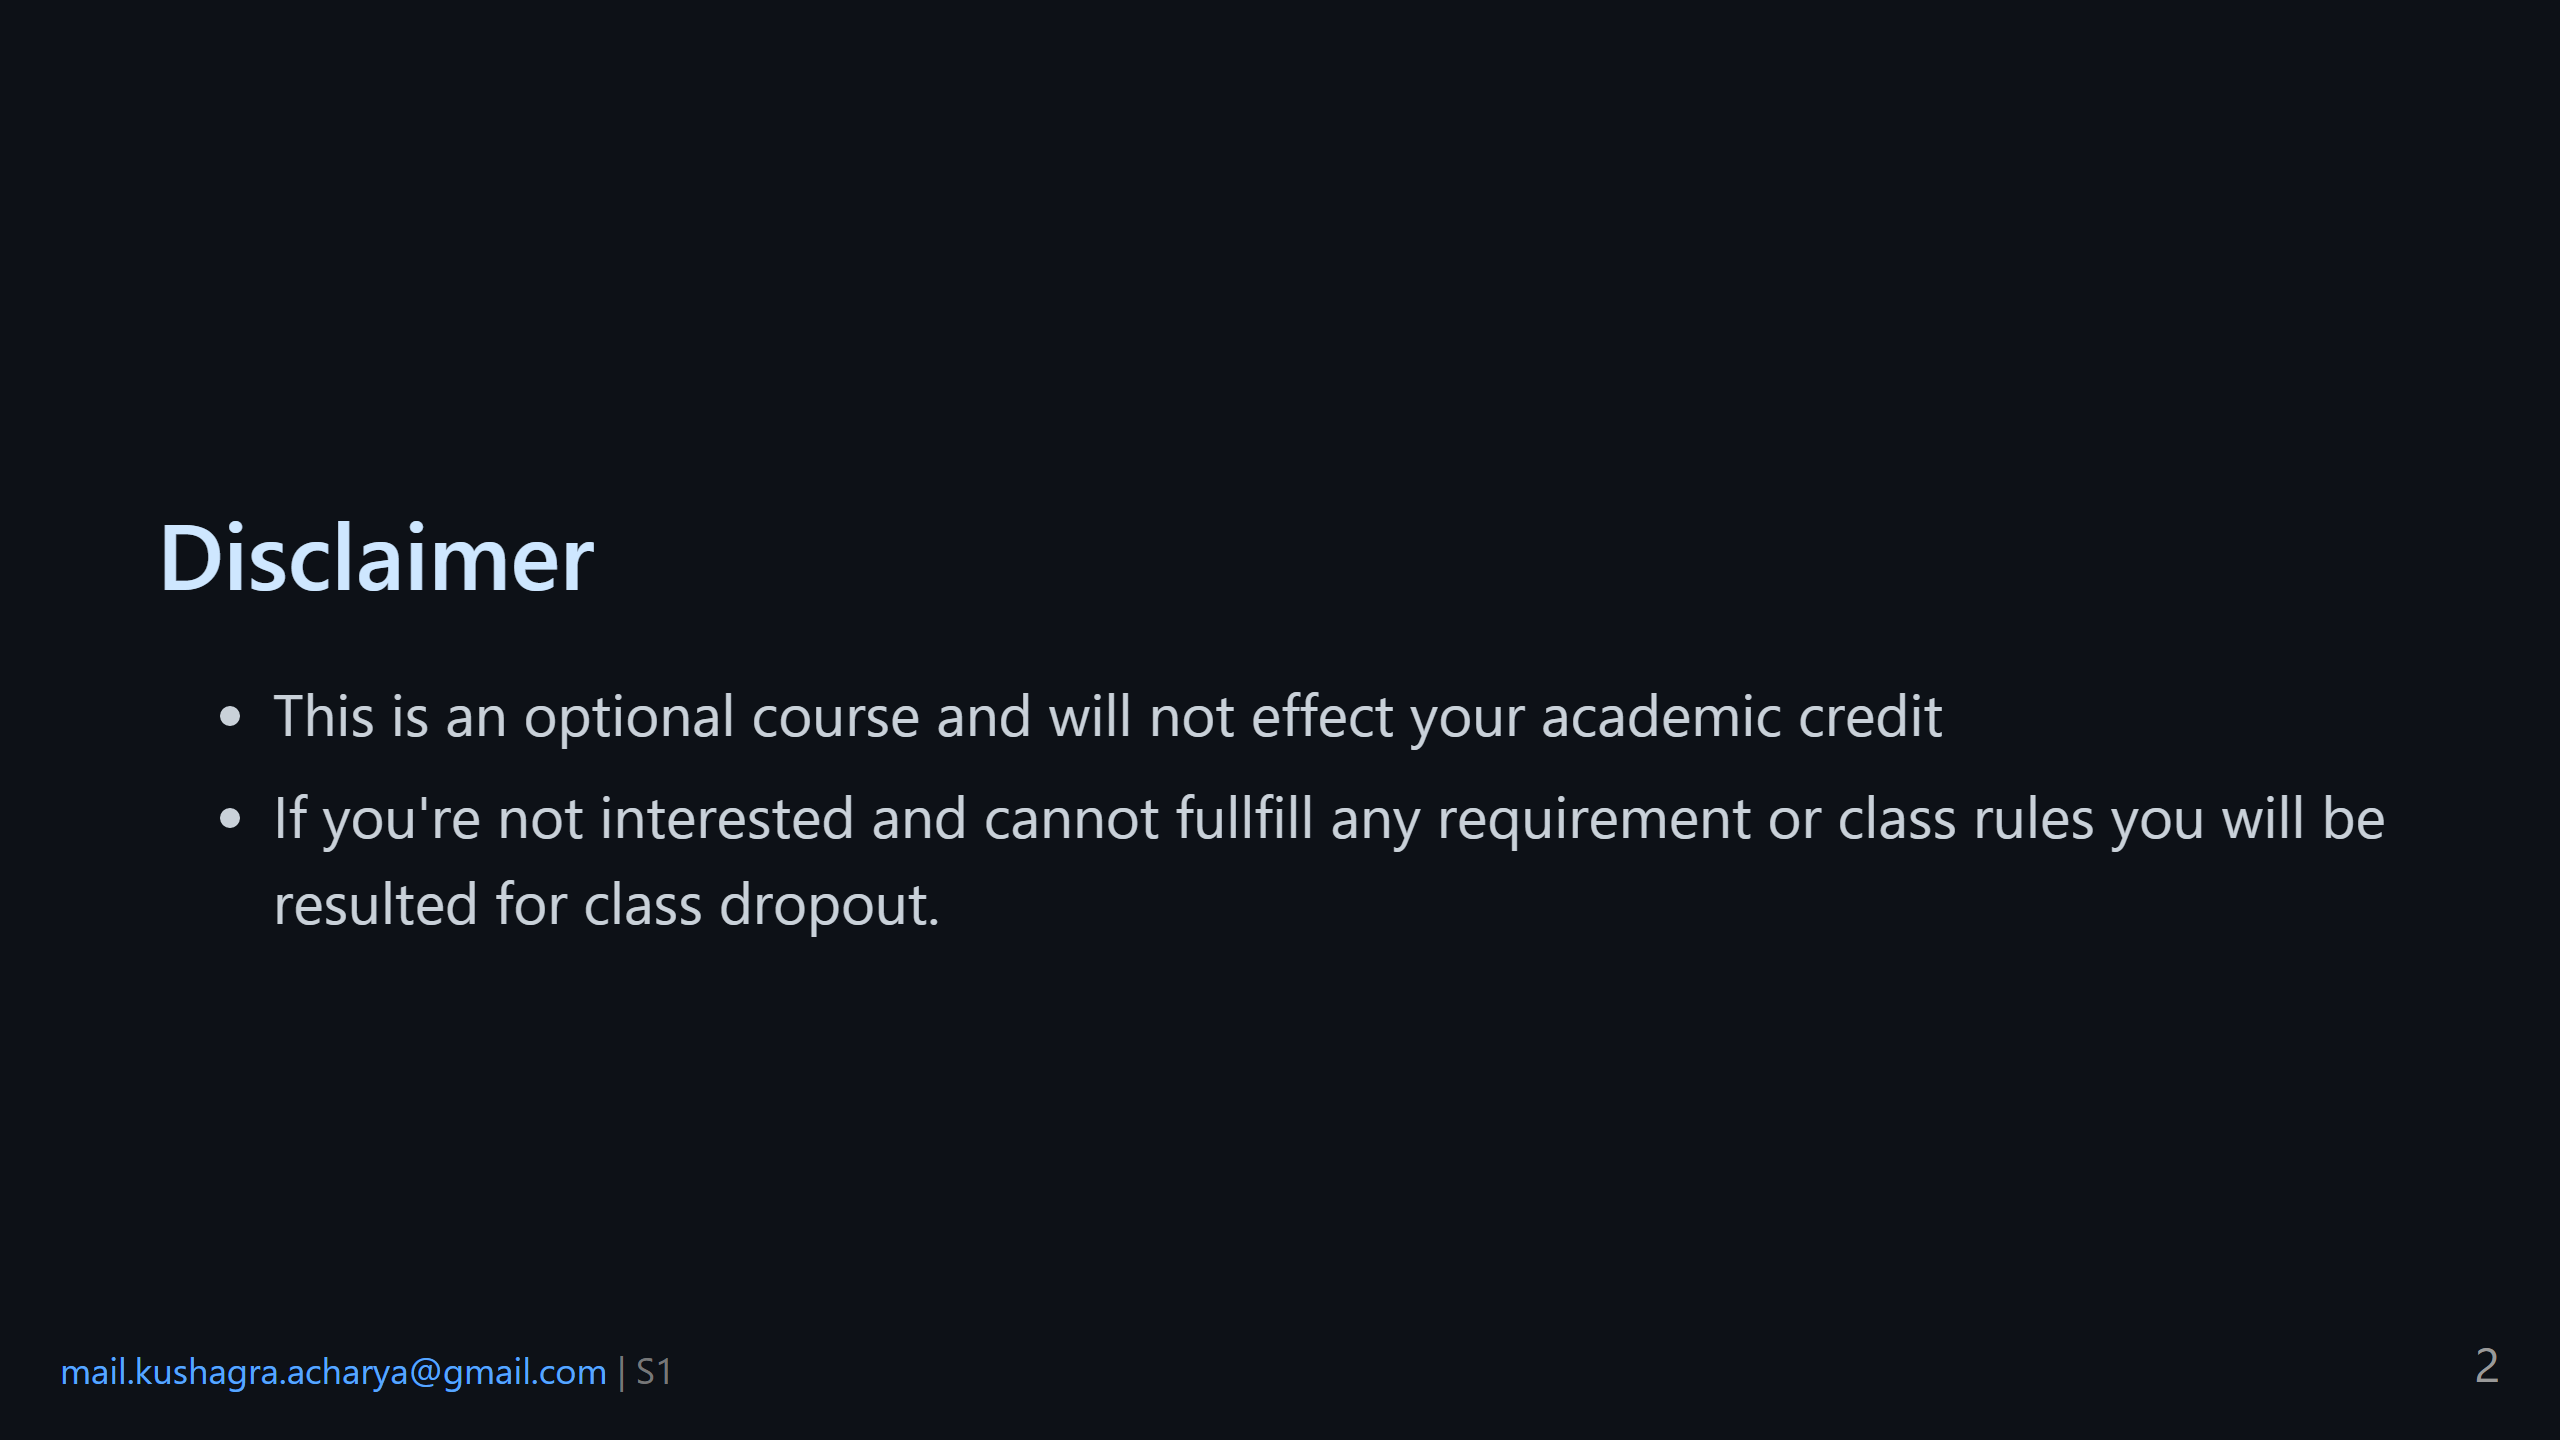 Disclaimer
• This is an optional course and will not effect your academic credit
• If you're not interested and cannot fullfill any requirement or class rules you will be
resulted for class dropout.
mail.kushagra.acharya@gmail.com | S1
2